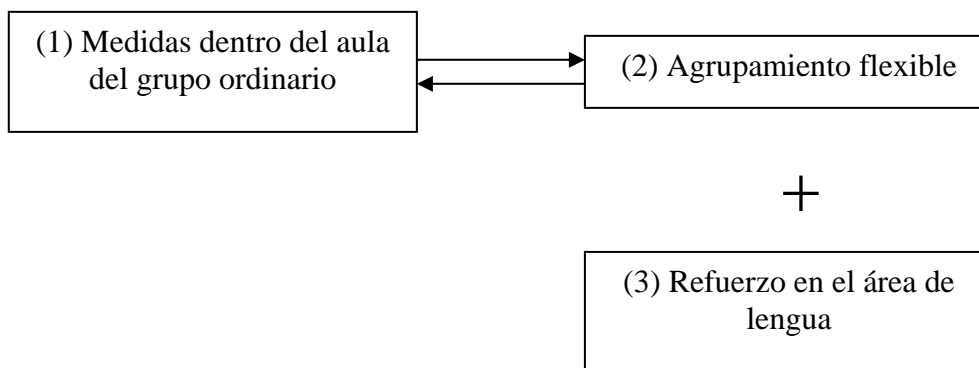 (1) Medidas dentro del aula
del grupo ordinario
(2) Agrupamiento flexible
+
(3) Refuerzo en el área de
lengua